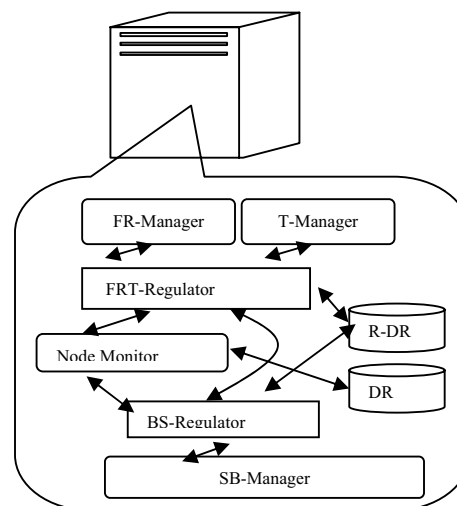 FR-Manager
T-Manager
FRT-Regulator
R-DR
Node Monitor
DR
BS-Regulator
SB-Manager